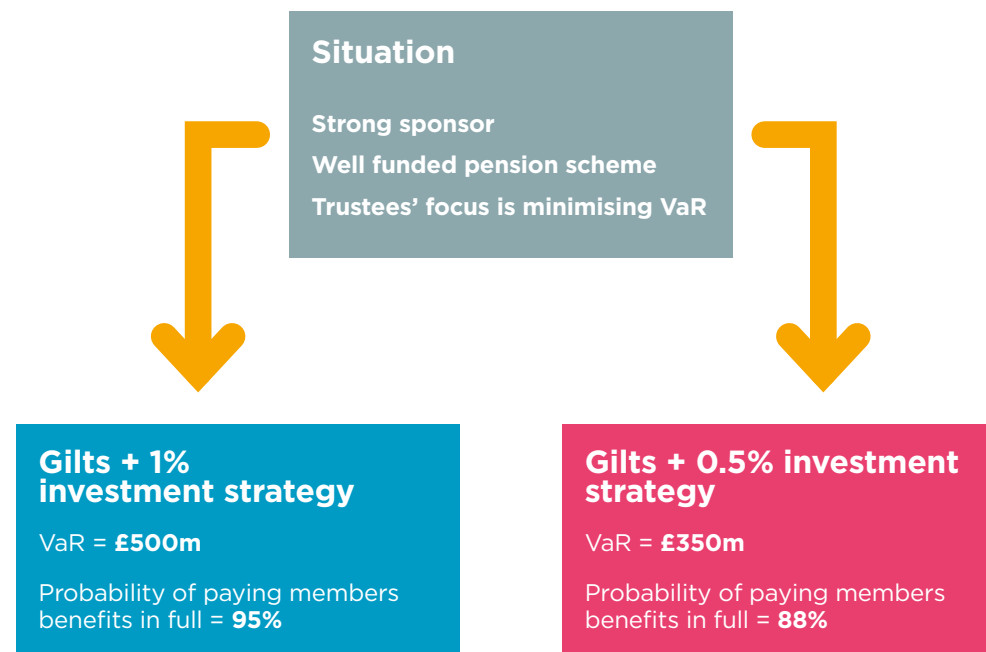 Situation
Strong sponsor
Well funded pension scheme
Trustees’ focus is minimising VaR
Gilts + 1%
investment strategy
VaR = £500m
Probability of paying members
benefits in full = 95%
Gilts + 0.5% investment
strategy
VaR = £350m
Probability of paying members
benefits in full = 88%